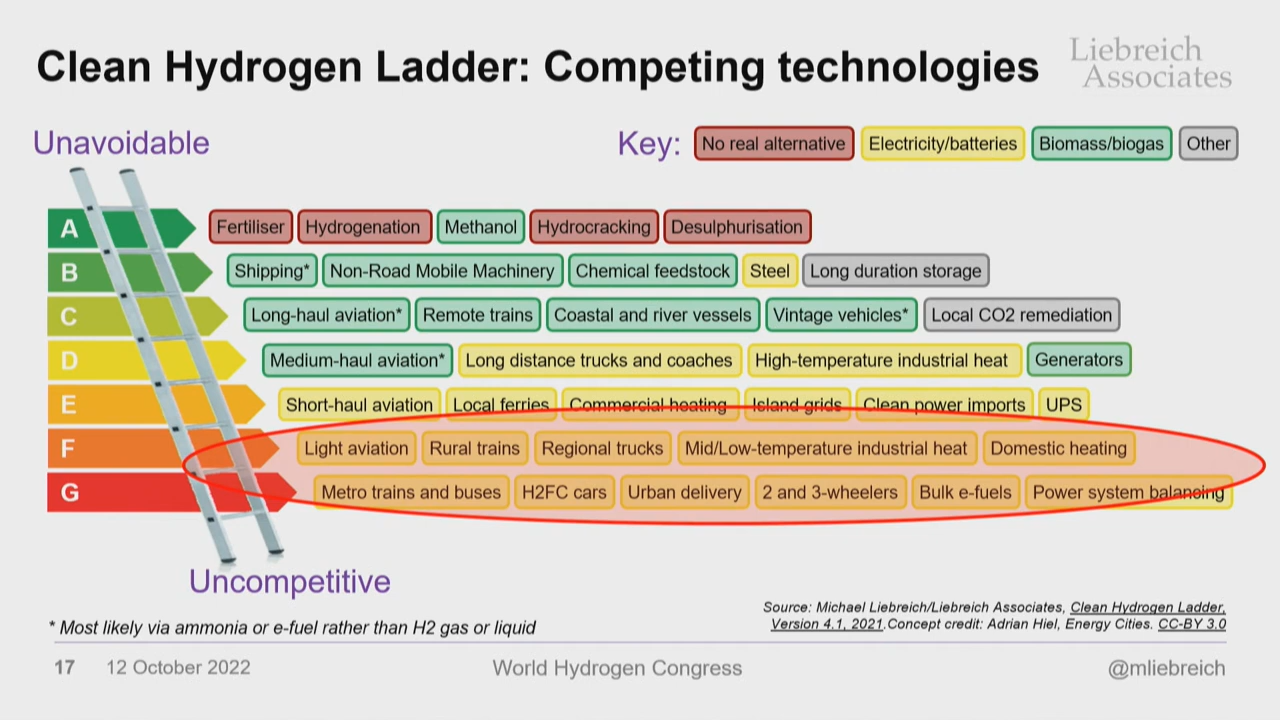 Clean Hydrogen Ladder: Competing technologies
Liebreich
Associates
Unavoidable
Key: No real alternative Electricity/batteries Biomass/biogas Other
A Fertiliser Hydrogenation Methanol Hydrocracking Desulphurisation
B Shipping* Non-Road Mobile Machinery Chemical feedstock Steel Long duration storage
C Long-haul aviation* Remote trains Coastal and river vessels Vintage vehicles* Local CO2 remediation
D Medium-haul aviation* Long distance trucks and coaches High-temperature industrial heat Generators
E Short-haul aviation Local ferries Commercial heating Island grids Clean power imports UPS
F Light aviation Rural trains Regional trucks Mid/Low-temperature industrial heat Domestic heating
G Metro trains and buses H2FC cars Urban delivery 2 and 3-wheelers Bulk e-fuels Power system balancing
Uncompetitive
* Most likely via ammonia or e-fuel rather than H2 gas or liquid
Source: Michael Liebreich/Liebreich Associates, Clean Hydrogen Ladder,
Version 4.1, 2021.Concept credit: Adrian Hiel, Energy Cities. CC-BY 3.0
17 12 October 2022 World Hydrogen Congress @mliebreich